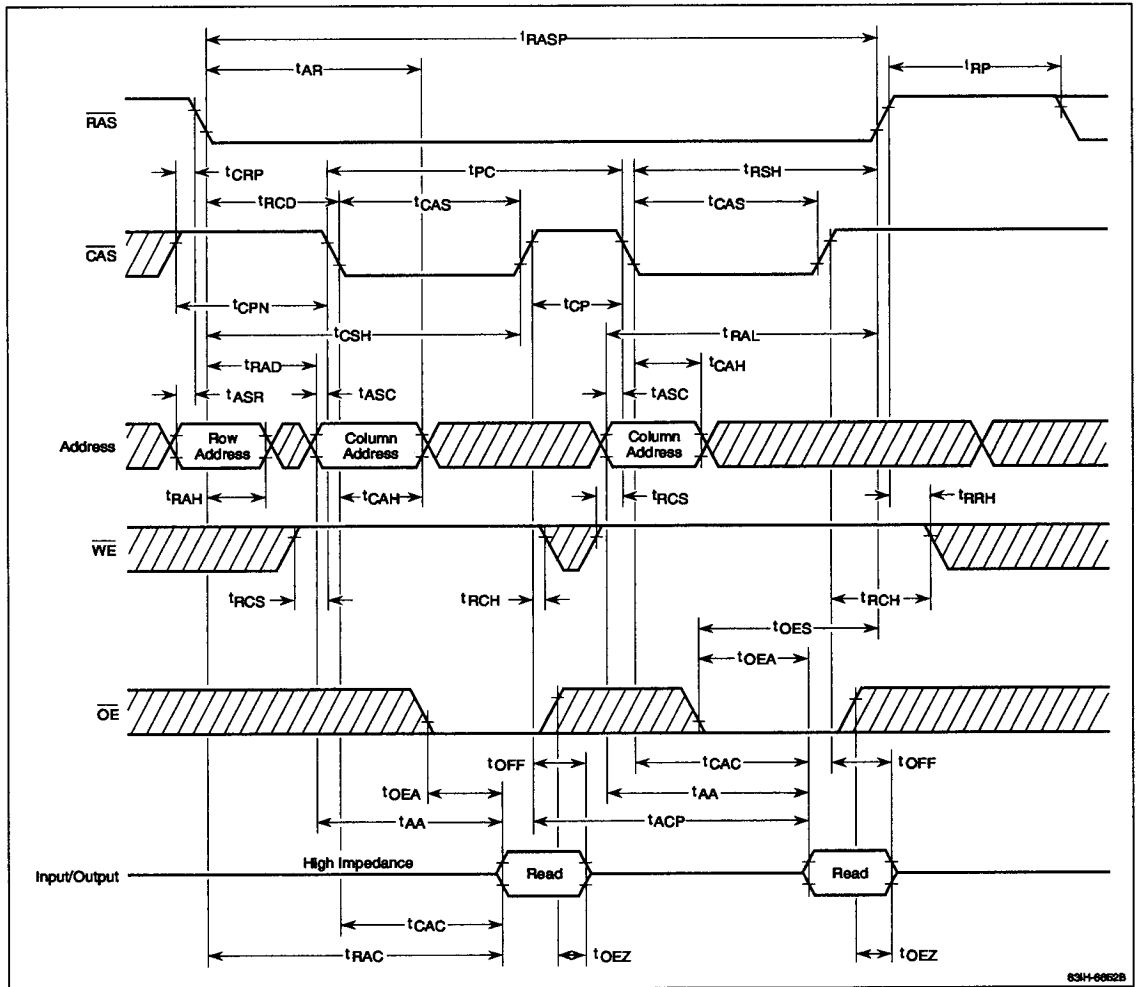 tRASP
tAR
tRP
RAS
tCRP
tPC
tRSH
tRCD
tCAS
tCAS
CAS
tCPN
tCP
tCSH
tRAL
tRAD
tCAH
tASR
tASC
tASC
Address
Row
Address
Column
Address
Column
Address
tRAH
tCAH
tRCS
tRRH
WE
tRCS
tRCH
tRCH
tOES
tOEA
OE
tOFF
tCAC
tOFF
tOEA
tAA
tAA
tACP
High Impedance
Input/Output
Read
Read
tCAC
tRAC
tOEZ
tOEZ
83IH-6652B